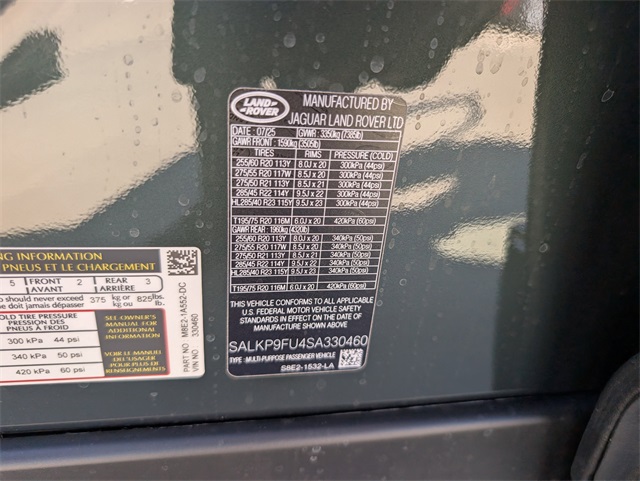 LAND ROVER
MANUFACTURED BY
JAGUAR LAND ROVER LTD
DATE : 07/25 GVWR : 3350kg (7385lb)
GAWR FRONT : 1590kg (3505lb)
TIRES RIMS PRESSURE (COLD)
255/60 R20 113Y 8.0J x 20 300kPa (44psi)
275/55 R20 117W 8.5J x 20 300kPa (44psi)
275/50 R21 113Y 8.5J x 21 300kPa (44psi)
285/45 R22 114Y 9.5J x 22 300kPa (44psi)
HL285/40 R23 115Y 9.5J x 23 300kPa (44psi)
T195/75 R20 116M 6.0J x 20 420kPa (60psi)
GAWR REAR : 1960kg (4320lb)
255/60 R20 113Y 8.0J x 20 340kPa (50psi)
275/55 R20 117W 8.5J x 20 340kPa (50psi)
275/50 R21 113Y 8.5J x 21 340kPa (50psi)
285/45 R22 114Y 9.5J x 22 340kPa (50psi)
HL285/40 R23 115Y 9.5J x 23 340kPa (50psi)
T195/75 R20 116M 6.0J x 20 420kPa (60psi)
THIS VEHICLE CONFORMS TO ALL APPLICABLE
U.S. FEDERAL MOTOR VEHICLE SAFETY
STANDARDS IN EFFECT ON THE DATE OF
MANUFACTURE SHOWN ABOVE
SALKP9FU4SA330460
TYPE : MULTI-PURPOSE PASSENGER VEHICLE
S8E2-1532-LA
ING INFORMATION
PNEUS ET LE CHARGEMENT
5 FRONT 2 REAR 3
AVANT ARRIÈRE
should never exceed 375 kg or 825 lbs.
ne doit jamais dépasser kg ou lb.
COLD TIRE PRESSURE
PRESSION DES
PNEUS À FROID
300 kPa 44 psi
340 kPa 50 psi
420 kPa 60 psi
SEE OWNER'S
MANUAL FOR
ADDITIONAL
INFORMATION
VOIR LE MANUEL
DU VÉHICULE
POUR PLUS DE
RENSEIGNEMENTS
PART NO M8E2-1A552-DC
VIN NO 330460